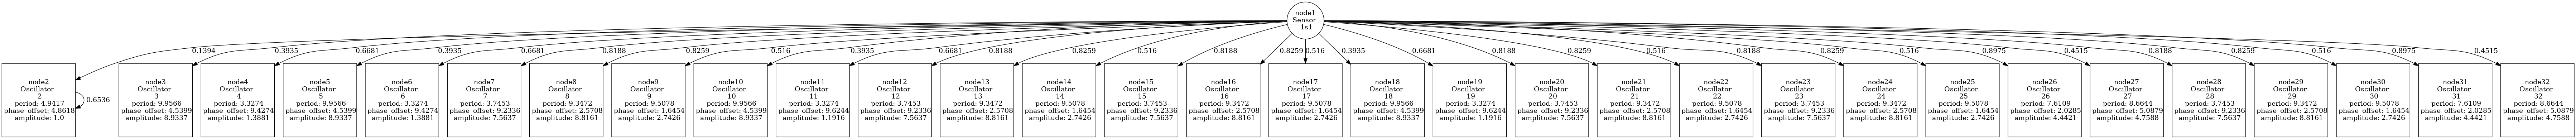 node1
Sensor
1s1
0.1394
-0.3935
-0.6681
-0.3935
-0.6681
-0.8188
-0.8259
0.516
-0.3935
-0.6681
-0.8188
-0.8259
0.516
-0.8188
-0.8259
0.516
-0.3935
-0.6681
-0.8188
-0.8259
0.516
-0.8188
-0.8259
0.516
0.8975
0.4515
-0.8188
-0.8259
0.516
0.8975
0.4515
node2
Oscillator
2
period: 4.9417
phase_offset: 4.8618
amplitude: 1.0
-0.6536
node3
Oscillator
3
period: 9.9566
phase_offset: 4.5399
amplitude: 8.9337
node4
Oscillator
4
period: 3.3274
phase_offset: 9.4274
amplitude: 1.3881
node5
Oscillator
5
period: 9.9566
phase_offset: 4.5399
amplitude: 8.9337
node6
Oscillator
6
period: 3.3274
phase_offset: 9.4274
amplitude: 1.3881
node7
Oscillator
7
period: 3.7453
phase_offset: 9.2336
amplitude: 7.5637
node8
Oscillator
8
period: 9.3472
phase_offset: 2.5708
amplitude: 8.8161
node9
Oscillator
9
period: 9.5078
phase_offset: 1.6454
amplitude: 2.7426
node10
Oscillator
10
period: 9.9566
phase_offset: 4.5399
amplitude: 8.9337
node11
Oscillator
11
period: 3.3274
phase_offset: 9.6244
amplitude: 1.1916
node12
Oscillator
12
period: 3.7453
phase_offset: 9.2336
amplitude: 7.5637
node13
Oscillator
13
period: 9.3472
phase_offset: 2.5708
amplitude: 8.8161
node14
Oscillator
14
period: 9.5078
phase_offset: 1.6454
amplitude: 2.7426
node15
Oscillator
15
period: 3.7453
phase_offset: 9.2336
amplitude: 7.5637
node16
Oscillator
16
period: 9.3472
phase_offset: 2.5708
amplitude: 8.8161
node17
Oscillator
17
period: 9.5078
phase_offset: 1.6454
amplitude: 2.7426
node18
Oscillator
18
period: 9.9566
phase_offset: 4.5399
amplitude: 8.9337
node19
Oscillator
19
period: 3.3274
phase_offset: 9.6244
amplitude: 1.1916
node20
Oscillator
20
period: 3.7453
phase_offset: 9.2336
amplitude: 7.5637
node21
Oscillator
21
period: 9.3472
phase_offset: 2.5708
amplitude: 8.8161
node22
Oscillator
22
period: 9.5078
phase_offset: 1.6454
amplitude: 2.7426
node23
Oscillator
23
period: 3.7453
phase_offset: 9.2336
amplitude: 7.5637
node24
Oscillator
24
period: 9.3472
phase_offset: 2.5708
amplitude: 8.8161
node25
Oscillator
25
period: 9.5078
phase_offset: 1.6454
amplitude: 2.7426
node26
Oscillator
26
period: 7.6109
phase_offset: 2.0285
amplitude: 4.4421
node27
Oscillator
27
period: 8.6644
phase_offset: 5.0879
amplitude: 4.7588
node28
Oscillator
28
period: 3.7453
phase_offset: 9.2336
amplitude: 7.5637
node29
Oscillator
29
period: 9.3472
phase_offset: 2.5708
amplitude: 8.8161
node30
Oscillator
30
period: 9.5078
phase_offset: 1.6454
amplitude: 2.7426
node31
Oscillator
31
period: 7.6109
phase_offset: 2.0285
amplitude: 4.4421
node32
Oscillator
32
period: 8.6644
phase_offset: 5.0879
amplitude: 4.7588